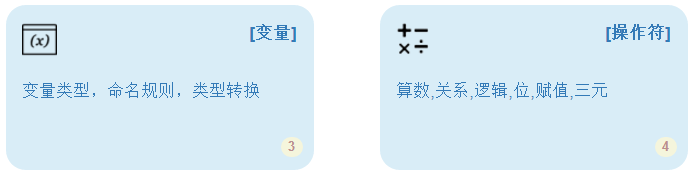 (x)
[变量]
变量类型，命名规则，类型转换
3
[操作符]
算数,关系,逻辑,位,赋值,三元
4